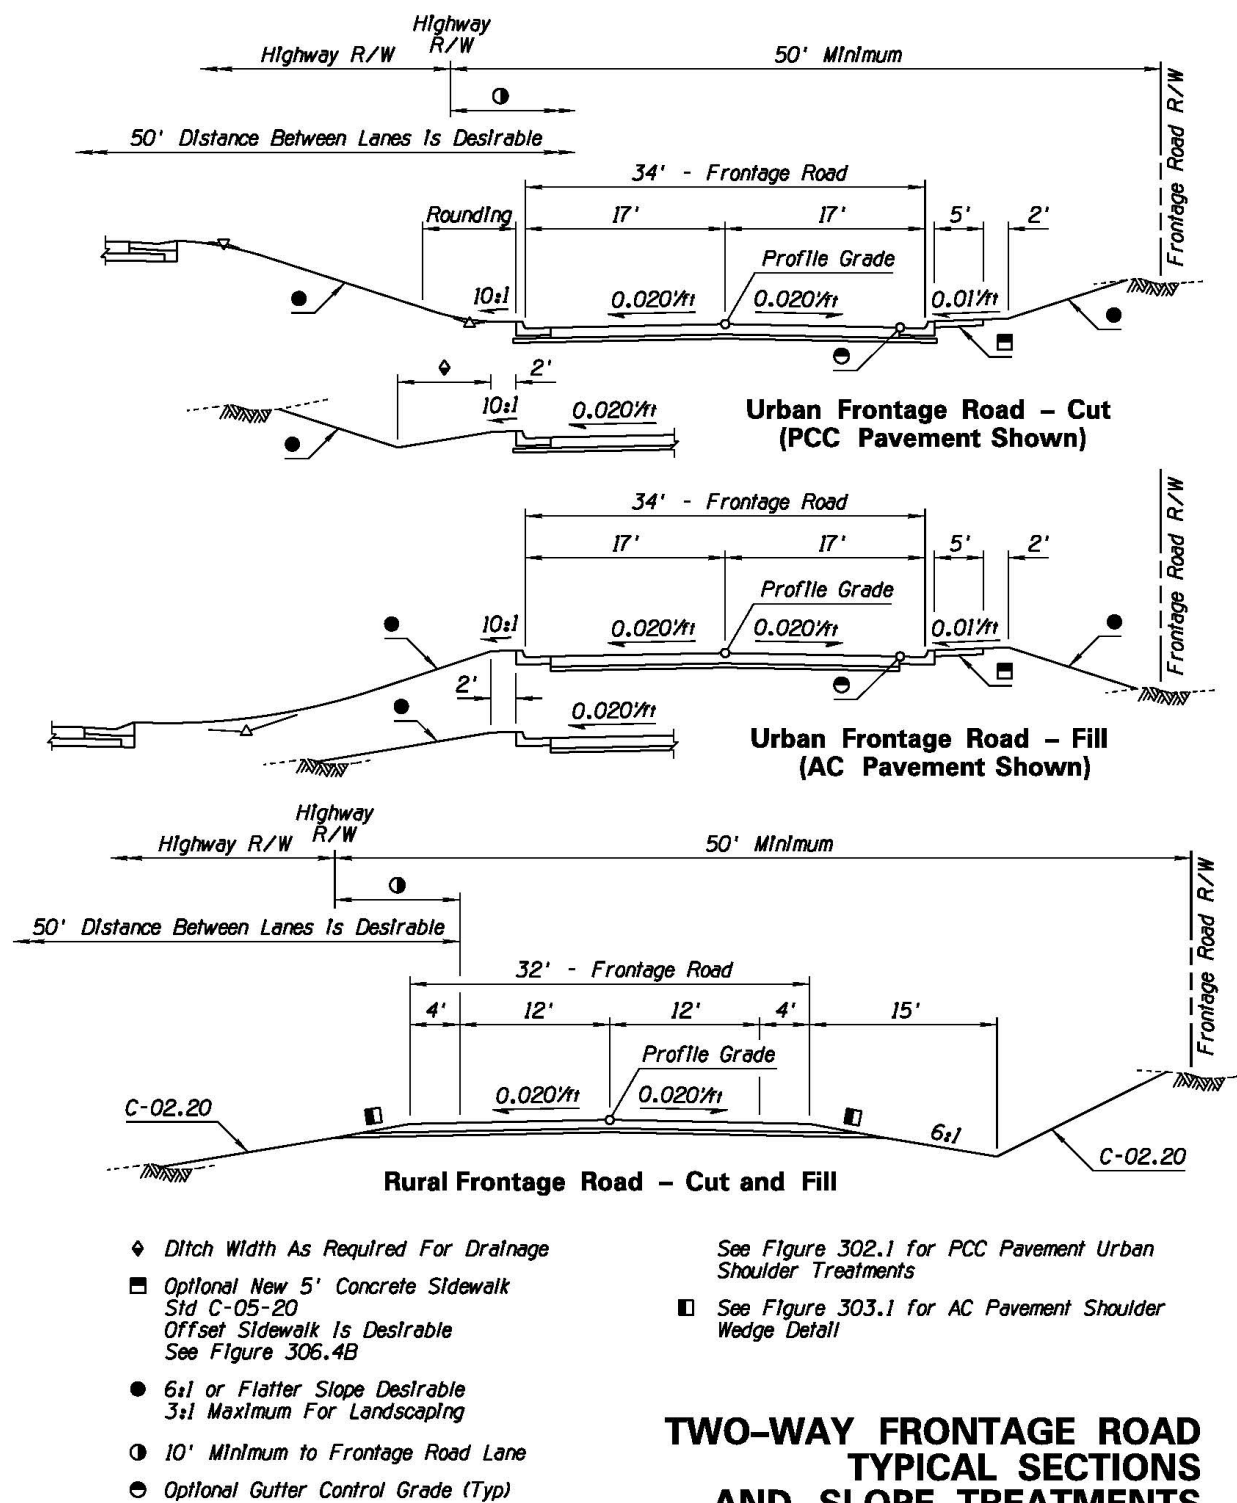 Highway
R/W
Highway R/W
50' Minimum
50' Distance Between Lanes is Desirable
Frontage Road R/W
34' - Frontage Road
Rounding
17'
17'
5'
2'
Profile Grade
10:1
0.020'/ft
0.020'/ft
0.01'/ft
2'
10:1
0.020'/ft
Urban Frontage Road – Cut
(PCC Pavement Shown)
34' - Frontage Road
17'
17'
5'
2'
Frontage Road R/W
Profile Grade
10:1
0.020'/ft
0.020'/ft
0.01'/ft
2'
0.020'/ft
Urban Frontage Road – Fill
(AC Pavement Shown)
Highway
R/W
Highway R/W
50' Minimum
50' Distance Between Lanes is Desirable
Frontage Road R/W
32' - Frontage Road
4'
12'
12'
4'
15'
Profile Grade
C-02.20
0.020'/ft
0.020'/ft
6:1
C-02.20
Rural Frontage Road – Cut and Fill
Ditch Width As Required For Drainage
Optional New 5' Concrete Sidewalk
Std C-05-20
Offset Sidewalk is Desirable
See Figure 306.4B
6:1 or Flatter Slope Desirable
3:1 Maximum For Landscaping
10' Minimum to Frontage Road Lane
Optional Gutter Control Grade (Typ)
See Figure 302.1 for PCC Pavement Urban
Shoulder Treatments
See Figure 303.1 for AC Pavement Shoulder
Wedge Detail
TWO–WAY FRONTAGE ROAD
TYPICAL SECTIONS
AND SLOPE TREATMENTS